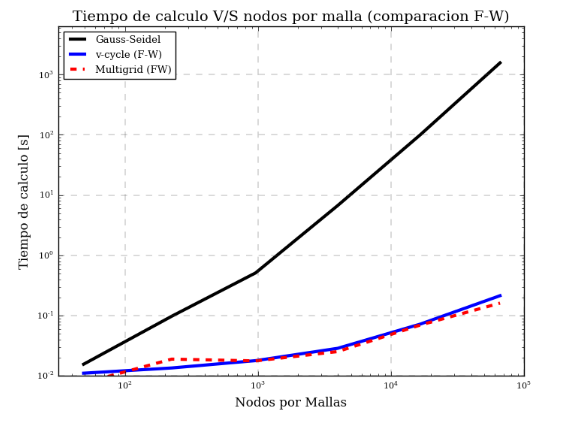 Tiempo de calculo V/S nodos por malla (comparacion F-W)
Gauss-Seidel
v-cycle (F-W)
Multigrid (FW)
Tiempo de calculo [s]
10³
10²
10¹
10⁰
10⁻¹
10⁻²
10² 10³ 10⁴ 10⁵
Nodos por Mallas